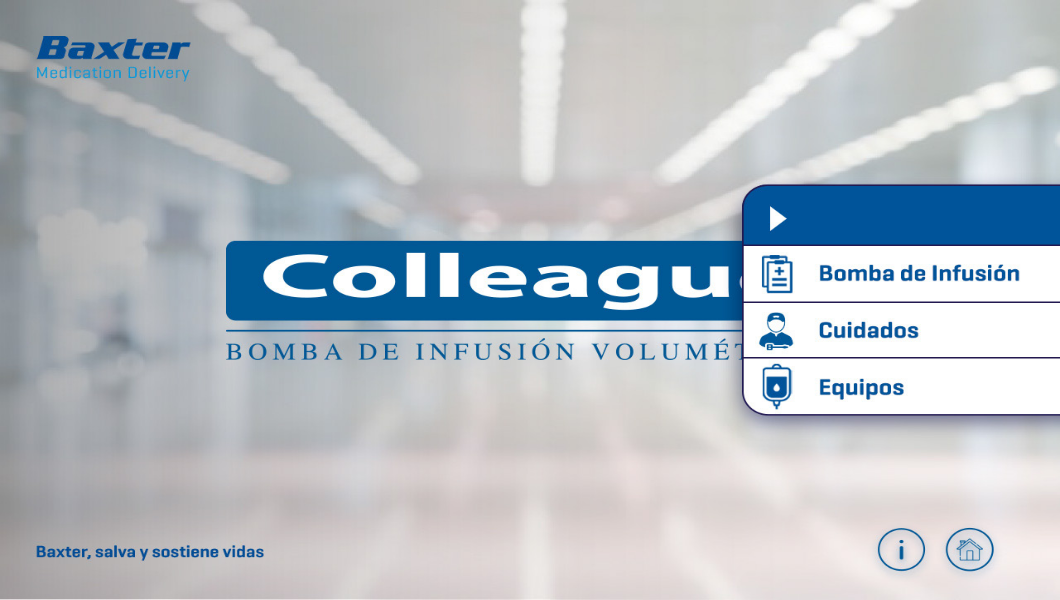 Baxter
Medication Delivery
Colleagu
BOMBA DE INFUSIÓN VOLUMÉT
Bomba de Infusión
Cuidados
Equipos
Baxter, salva y sostiene vidas
i